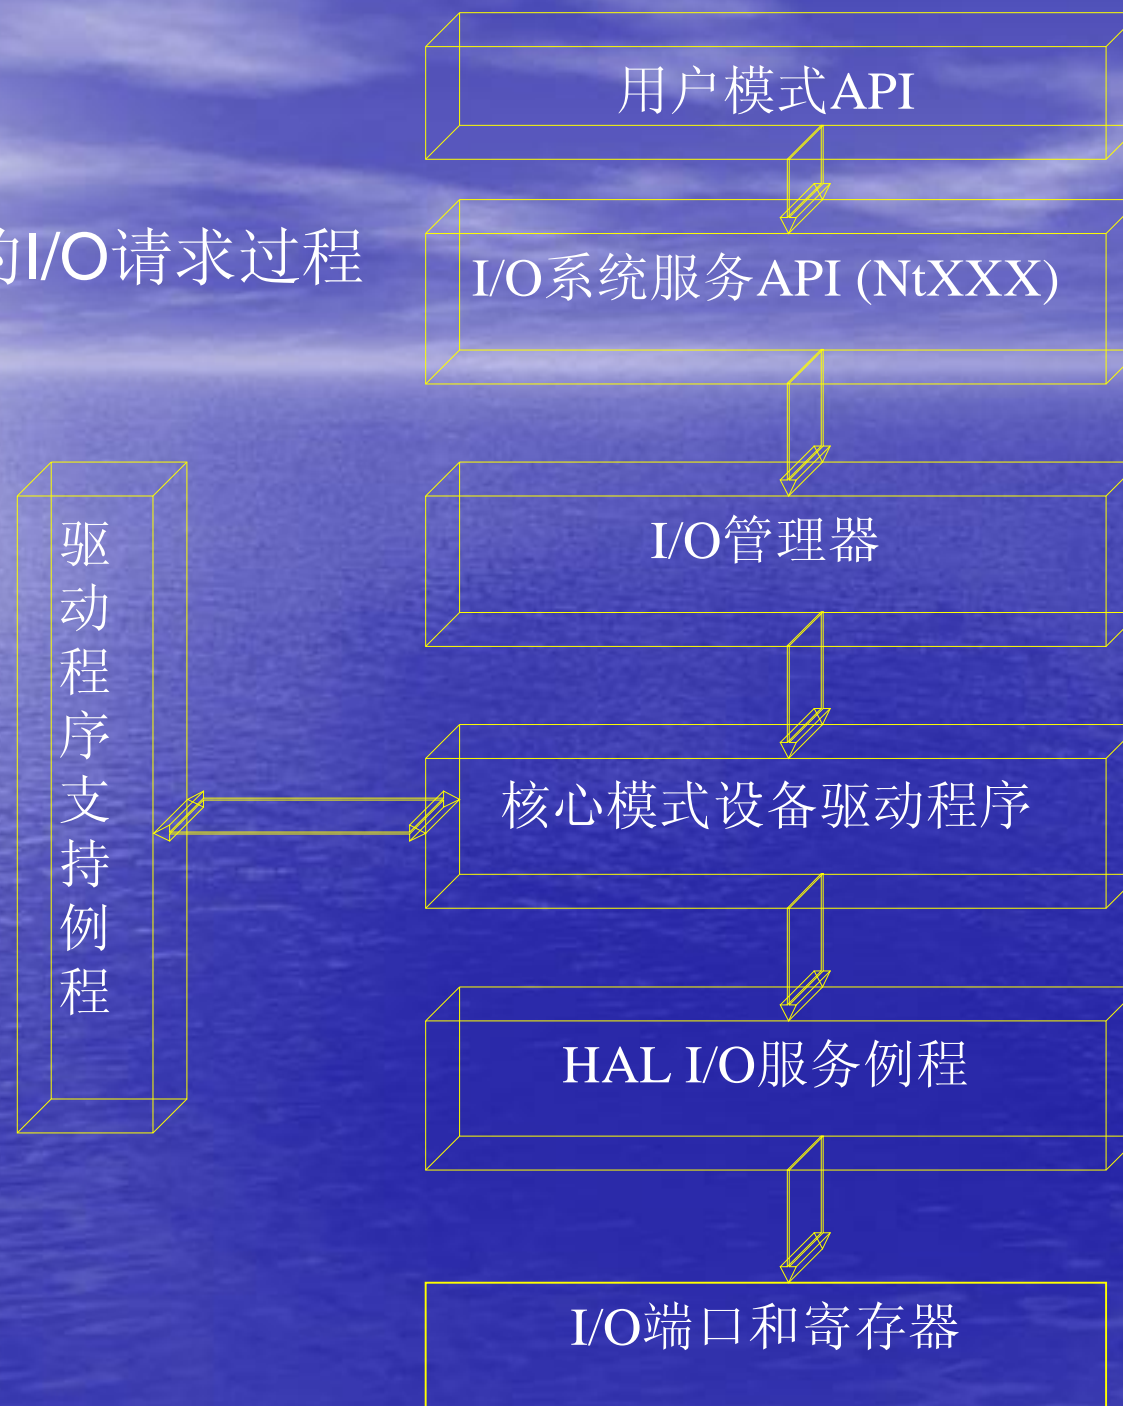 用户模式API
的I/O请求过程
I/O系统服务API (NtXXX)
I/O管理器
驱动程序支持例程
核心模式设备驱动程序
HAL I/O服务例程
I/O端口和寄存器